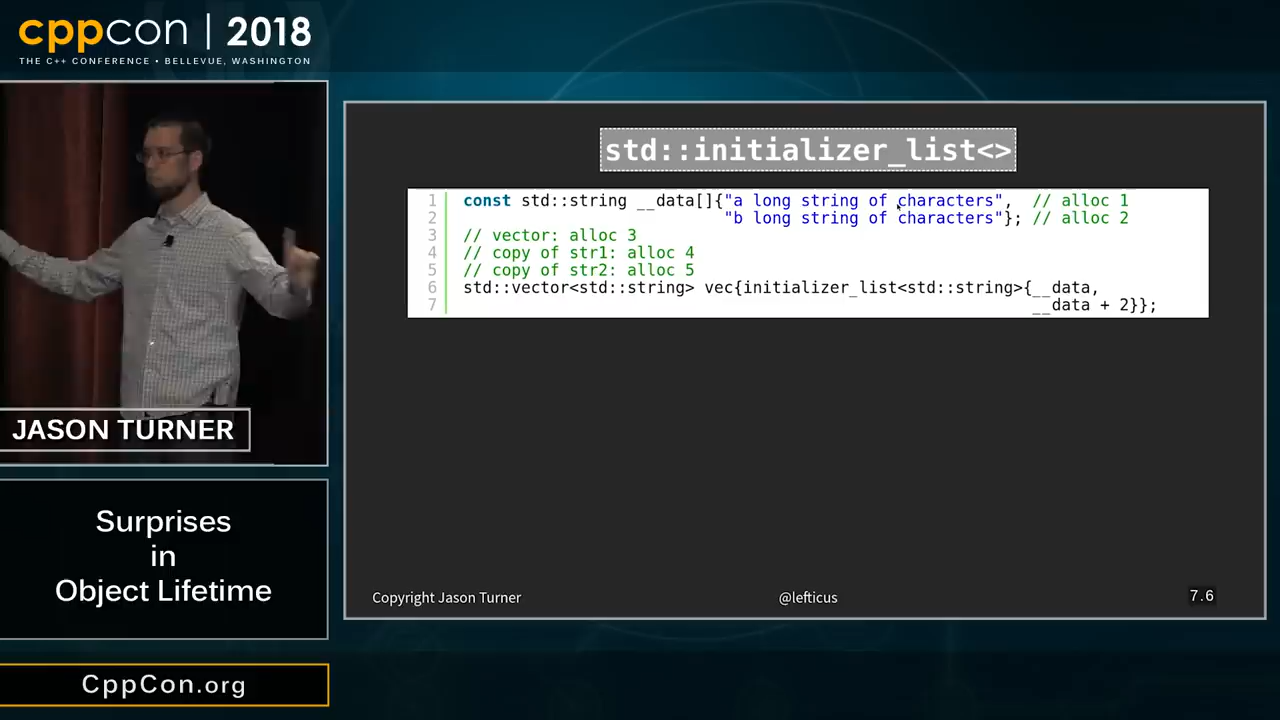 cppcon | 2018
THE C++ CONFERENCE • BELLEVUE, WASHINGTON
JASON TURNER
Surprises
in
Object Lifetime
CppCon.org
std::initializer_list<>
1 const std::string __data[]{"a long string of characters", // alloc 1
2 "b long string of characters"}; // alloc 2
3 // vector: alloc 3
4 // copy of str1: alloc 4
5 // copy of str2: alloc 5
6 std::vector<std::string> vec{initializer_list<std::string>{__data,
7 __data + 2}};
Copyright Jason Turner
@lefticus
7.6